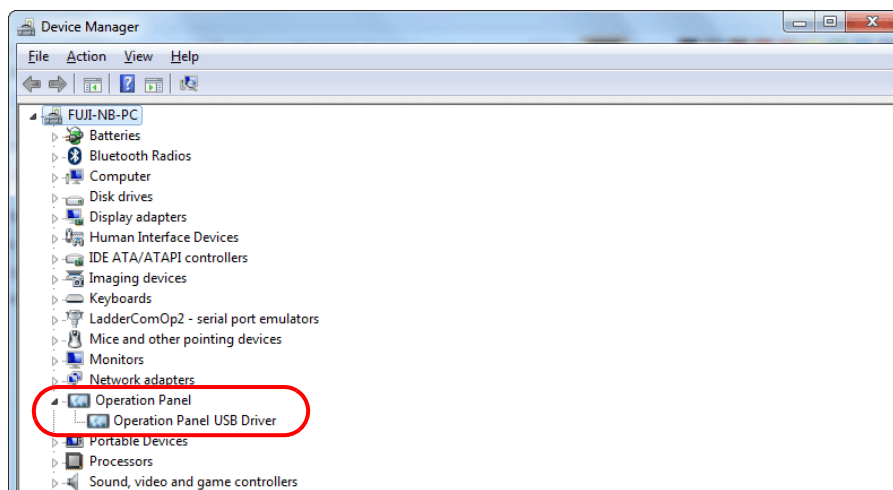 Device Manager
File Action View Help
FUJI-NB-PC
Batteries
Bluetooth Radios
Computer
Disk drives
Display adapters
Human Interface Devices
IDE ATA/ATAPI controllers
Imaging devices
Keyboards
LadderComOp2 - serial port emulators
Mice and other pointing devices
Monitors
Network adapters
Operation Panel
Operation Panel USB Driver
Portable Devices
Processors
Sound, video and game controllers